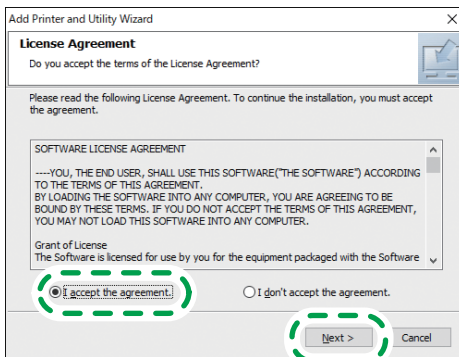 Add Printer and Utility Wizard
License Agreement
Do you accept the terms of the License Agreement?
Please read the following License Agreement. To continue the installation, you must accept
the agreement.
SOFTWARE LICENSE AGREEMENT
----YOU, THE END USER, SHALL USE THIS SOFTWARE("THE SOFTWARE") ACCORDING
TO THE TERMS OF THIS AGREEMENT.
BY LOADING THE SOFTWARE INTO ANY COMPUTER, YOU ARE AGREEING TO BE
BOUND BY THESE TERMS. IF YOU DO NOT ACCEPT THE TERMS OF THIS AGREEMENT,
YOU MAY NOT LOAD THIS SOFTWARE INTO ANY COMPUTER.
Grant of License
The Software is licensed for use by you for the equipment packaged with the Software
I accept the agreement. I don't accept the agreement.
Next > Cancel